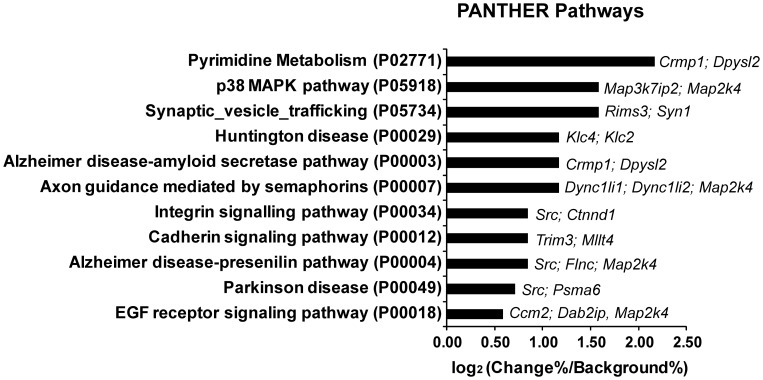 PANTHER Pathways
Pyrimidine Metabolism (P02771) Crmp1; Dpysl2
p38 MAPK pathway (P05918) Map3k7ip2; Map2k4
Synaptic_vesicle_trafficking (P05734) Rims3; Syn1
Huntington disease (P00029) Klc4; Klc2
Alzheimer disease-amyloid secretase pathway (P00003) Crmp1; Dpysl2
Axon guidance mediated by semaphorins (P00007) Dync1li1; Dync1li2; Map2k4
Integrin signalling pathway (P00034) Src; Ctnnd1
Cadherin signaling pathway (P00012) Trim3; Mllt4
Alzheimer disease-presenilin pathway (P00004) Src; Flnc; Map2k4
Parkinson disease (P00049) Src; Psma6
EGF receptor signaling pathway (P00018) Ccm2; Dab2ip, Map2k4
0.00 0.50 1.00 1.50 2.00 2.50
log2 (Change%/Background%)